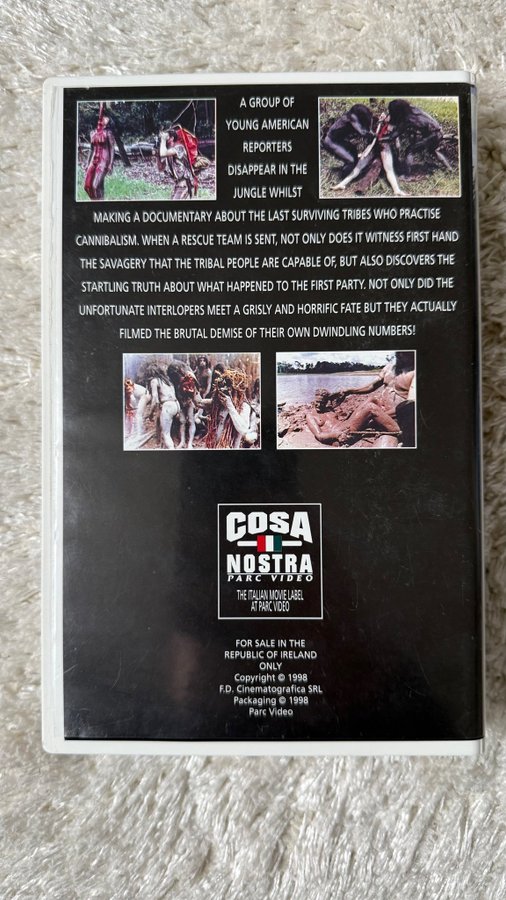 A GROUP OF
YOUNG AMERICAN
REPORTERS
DISAPPEAR IN THE
JUNGLE WHILST
MAKING A DOCUMENTARY ABOUT THE LAST SURVIVING TRIBES WHO PRACTISE
CANNIBALISM. WHEN A RESCUE TEAM IS SENT, NOT ONLY DOES IT WITNESS FIRST HAND
THE SAVAGERY THAT THE TRIBAL PEOPLE ARE CAPABLE OF, BUT ALSO DISCOVERS THE
STARTLING TRUTH ABOUT WHAT HAPPENED TO THE FIRST PARTY. NOT ONLY DID THE
UNFORTUNATE INTERLOPERS MEET A GRISLY AND HORRIFIC FATE BUT THEY ACTUALLY
FILMED THE BRUTAL DEMISE OF THEIR OWN DWINDLING NUMBERS!
COSA
NOSTRA
PARC VIDEO
THE ITALIAN MOVIE LABEL
AT PARC VIDEO
FOR SALE IN THE
REPUBLIC OF IRELAND
ONLY
Copyright © 1998
F.D. Cinematografica SRL
Packaging © 1998
Parc Video